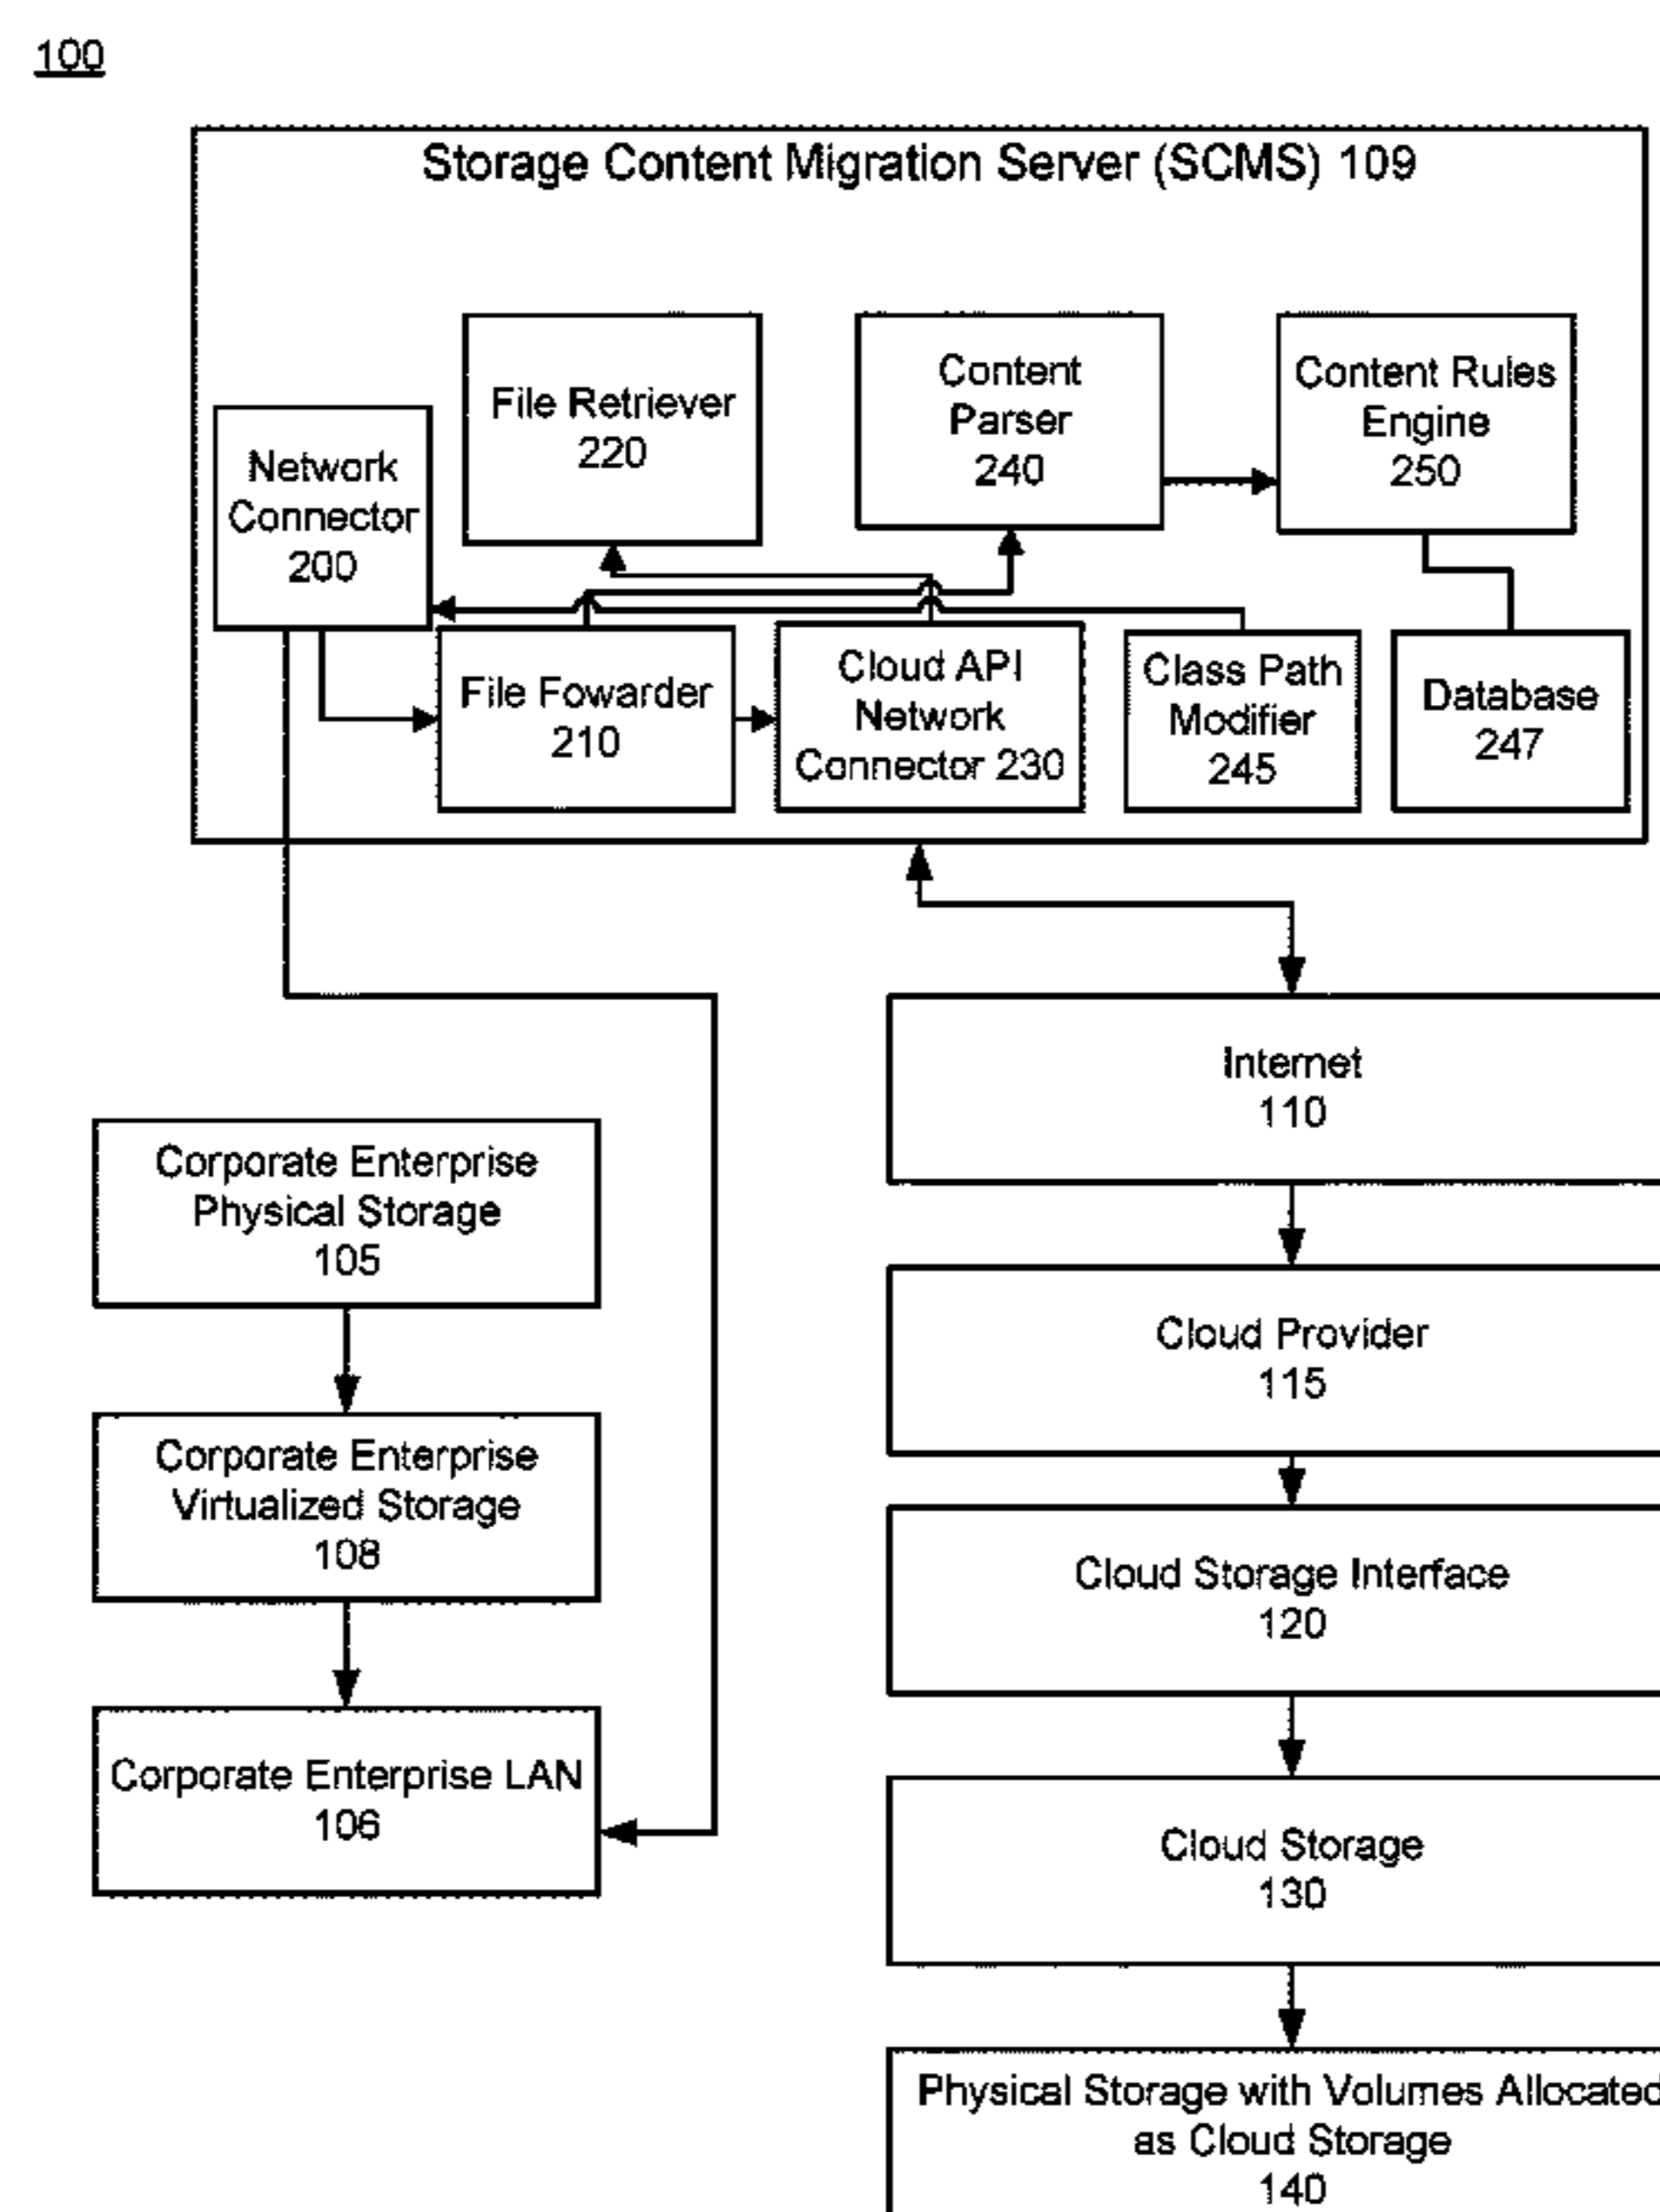 100
Storage Content Migration Server (SCMS) 109
Network
Connector
200
File Retriever
220
Content
Parser
240
Content Rules
Engine
250
File Fowarder
210
Cloud API
Network
Connector 230
Class Path
Modifier
245
Database
247
Internet
110
Corporate Enterprise
Physical Storage
105
Cloud Provider
115
Corporate Enterprise
Virtualized Storage
108
Cloud Storage Interface
120
Corporate Enterprise LAN
106
Cloud Storage
130
Physical Storage with Volumes Allocated
as Cloud Storage
140